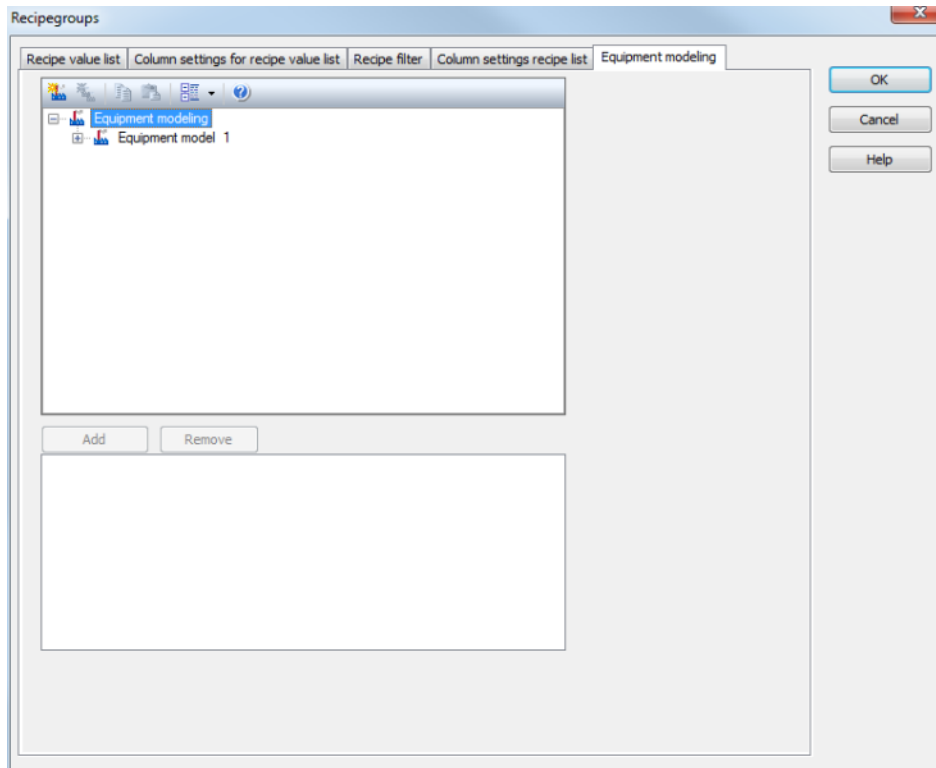 Recipegroups
Recipe value list Column settings for recipe value list Recipe filter Column settings recipe list Equipment modeling
OK
Equipment modeling
Cancel
Equipment model 1
Help
Add Remove